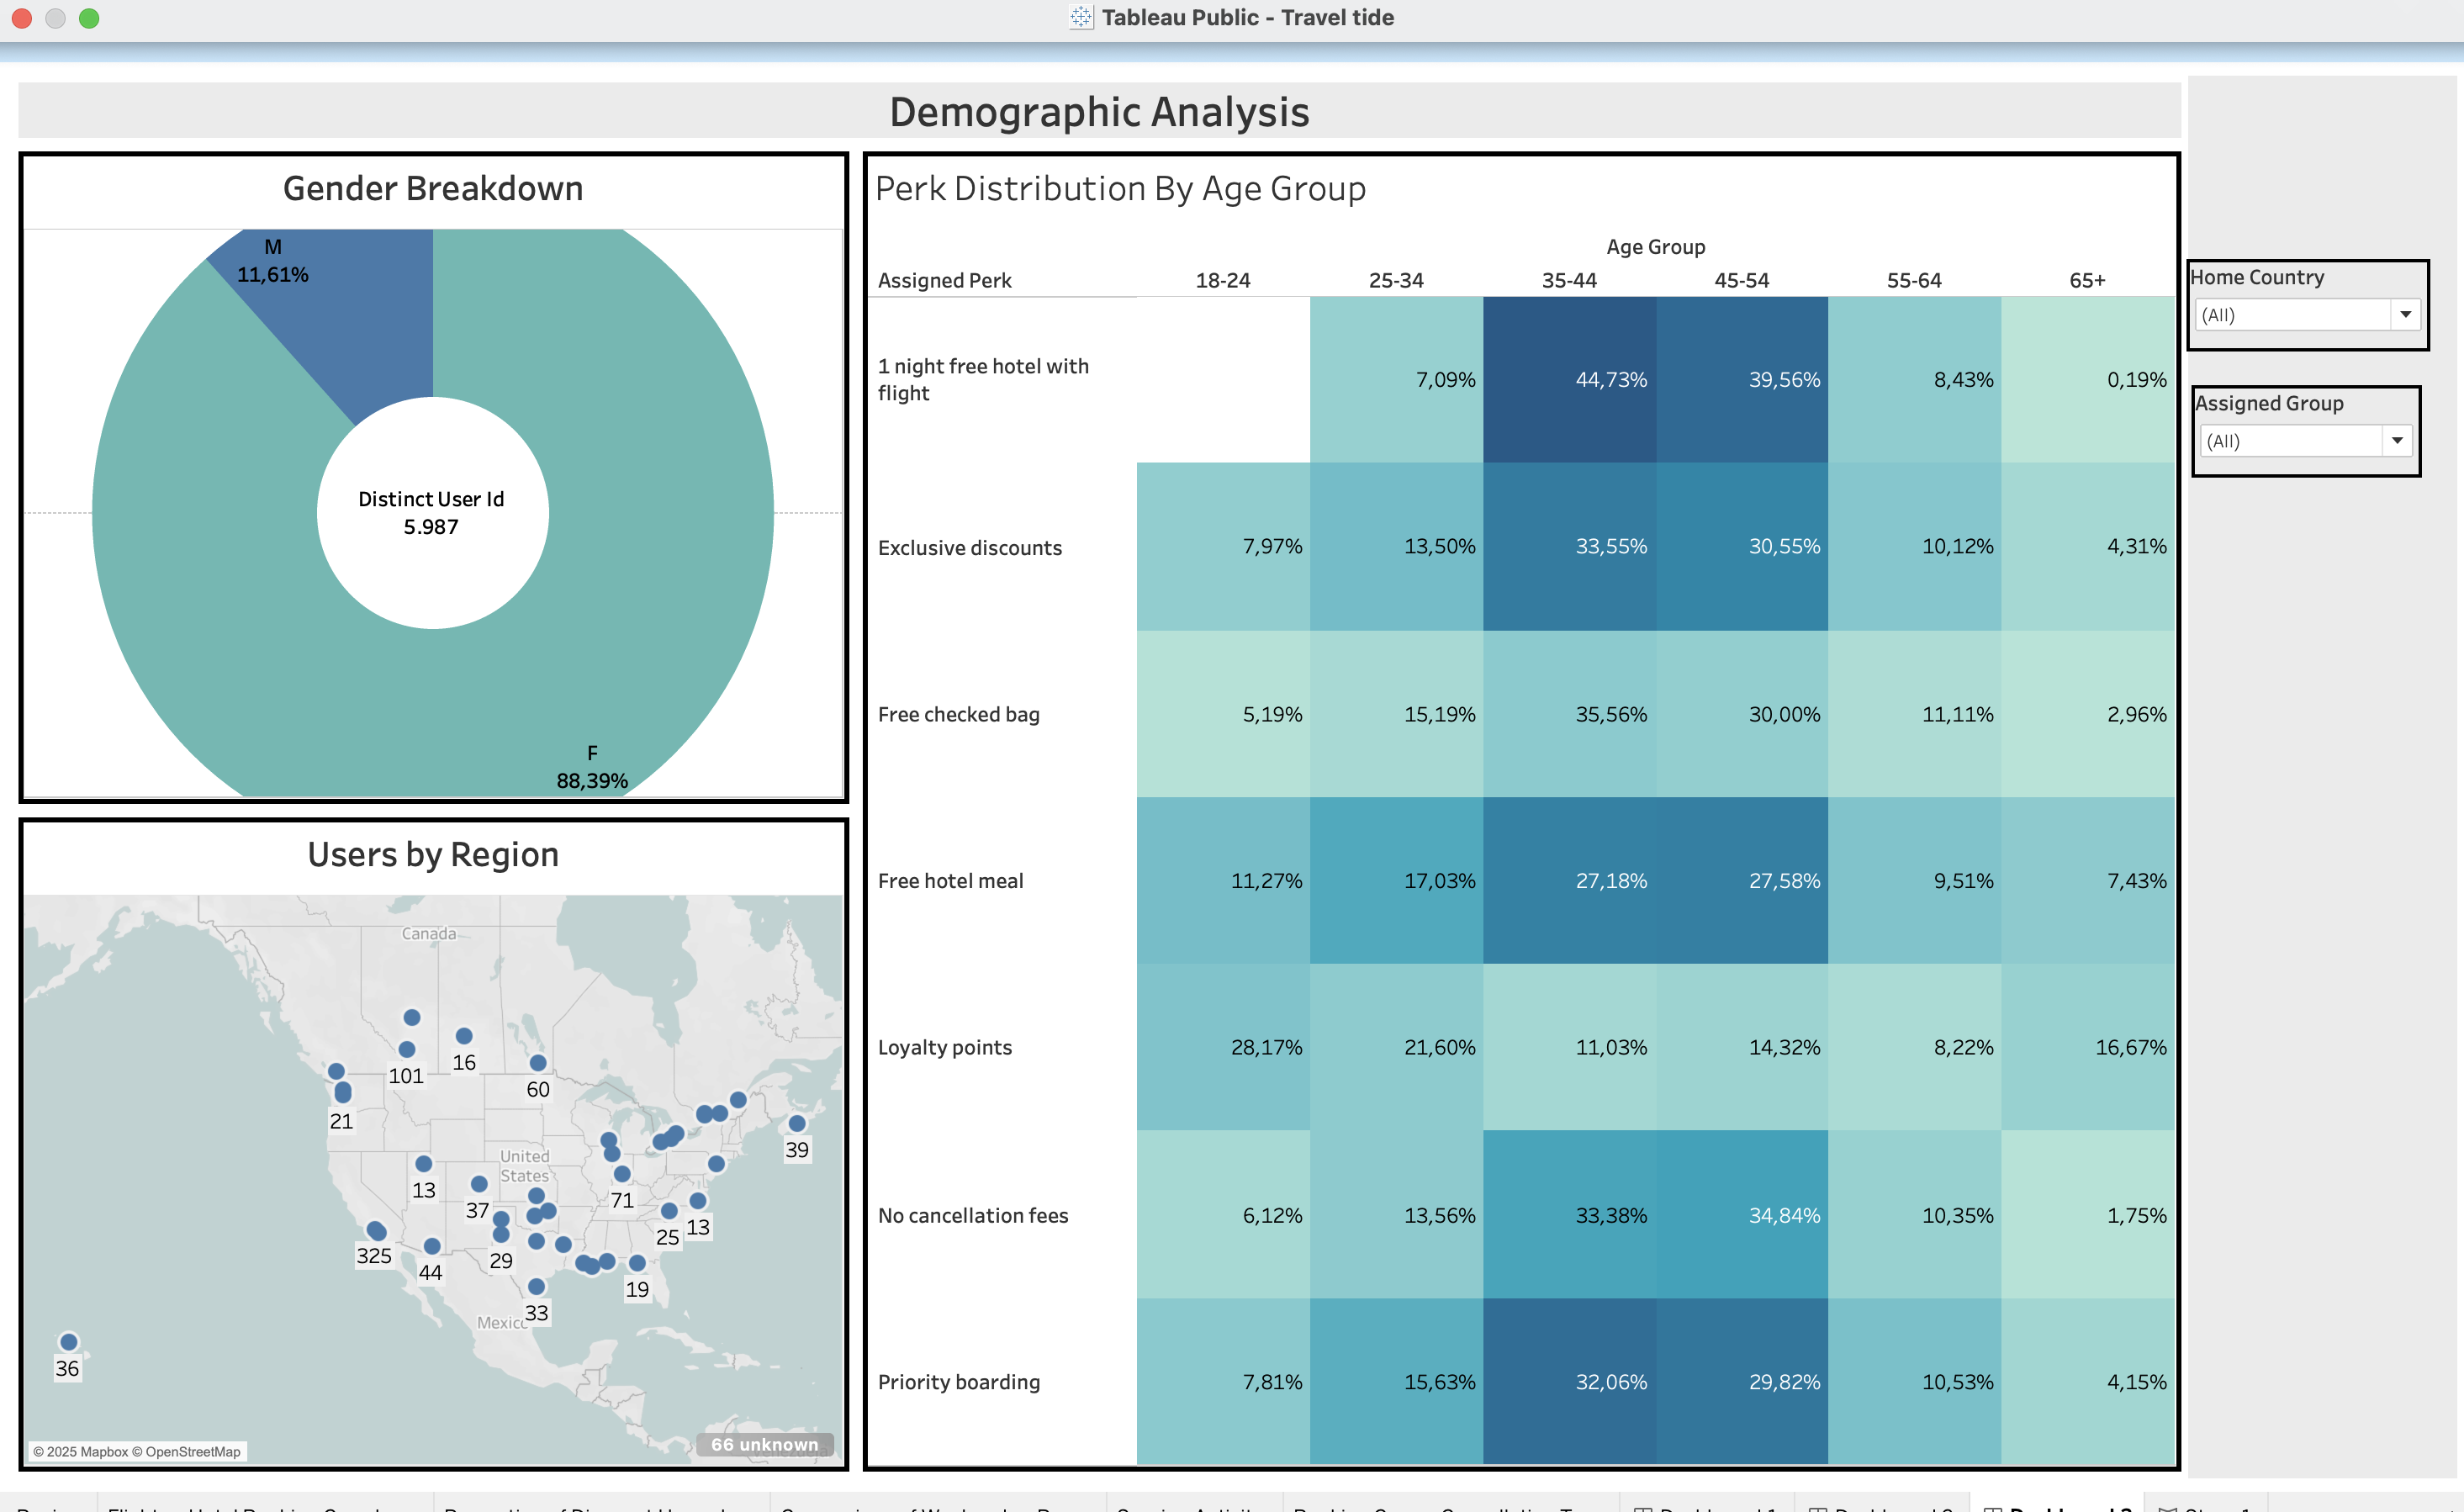 Tableau Public - Travel tide
Demographic Analysis
Gender Breakdown
M
11,61%
Distinct User Id
5.987
F
88,39%
Perk Distribution By Age Group
Age Group
Assigned Perk 18-24 25-34 35-44 45-54 55-64 65+
1 night free hotel with
flight
7,09% 44,73% 39,56% 8,43% 0,19%
Exclusive discounts 7,97% 13,50% 33,55% 30,55% 10,12% 4,31%
Free checked bag 5,19% 15,19% 35,56% 30,00% 11,11% 2,96%
Free hotel meal 11,27% 17,03% 27,18% 27,58% 9,51% 7,43%
Loyalty points 28,17% 21,60% 11,03% 14,32% 8,22% 16,67%
No cancellation fees 6,12% 13,56% 33,38% 34,84% 10,35% 1,75%
Priority boarding 7,81% 15,63% 32,06% 29,82% 10,53% 4,15%
Home Country
(All)
Assigned Group
(All)
Users by Region
Canada
101
16
60
21
39
United
States
13
37
71
25
13
325
44
29
19
33
Mexico
36
66 unknown
© 2025 Mapbox © OpenStreetMap